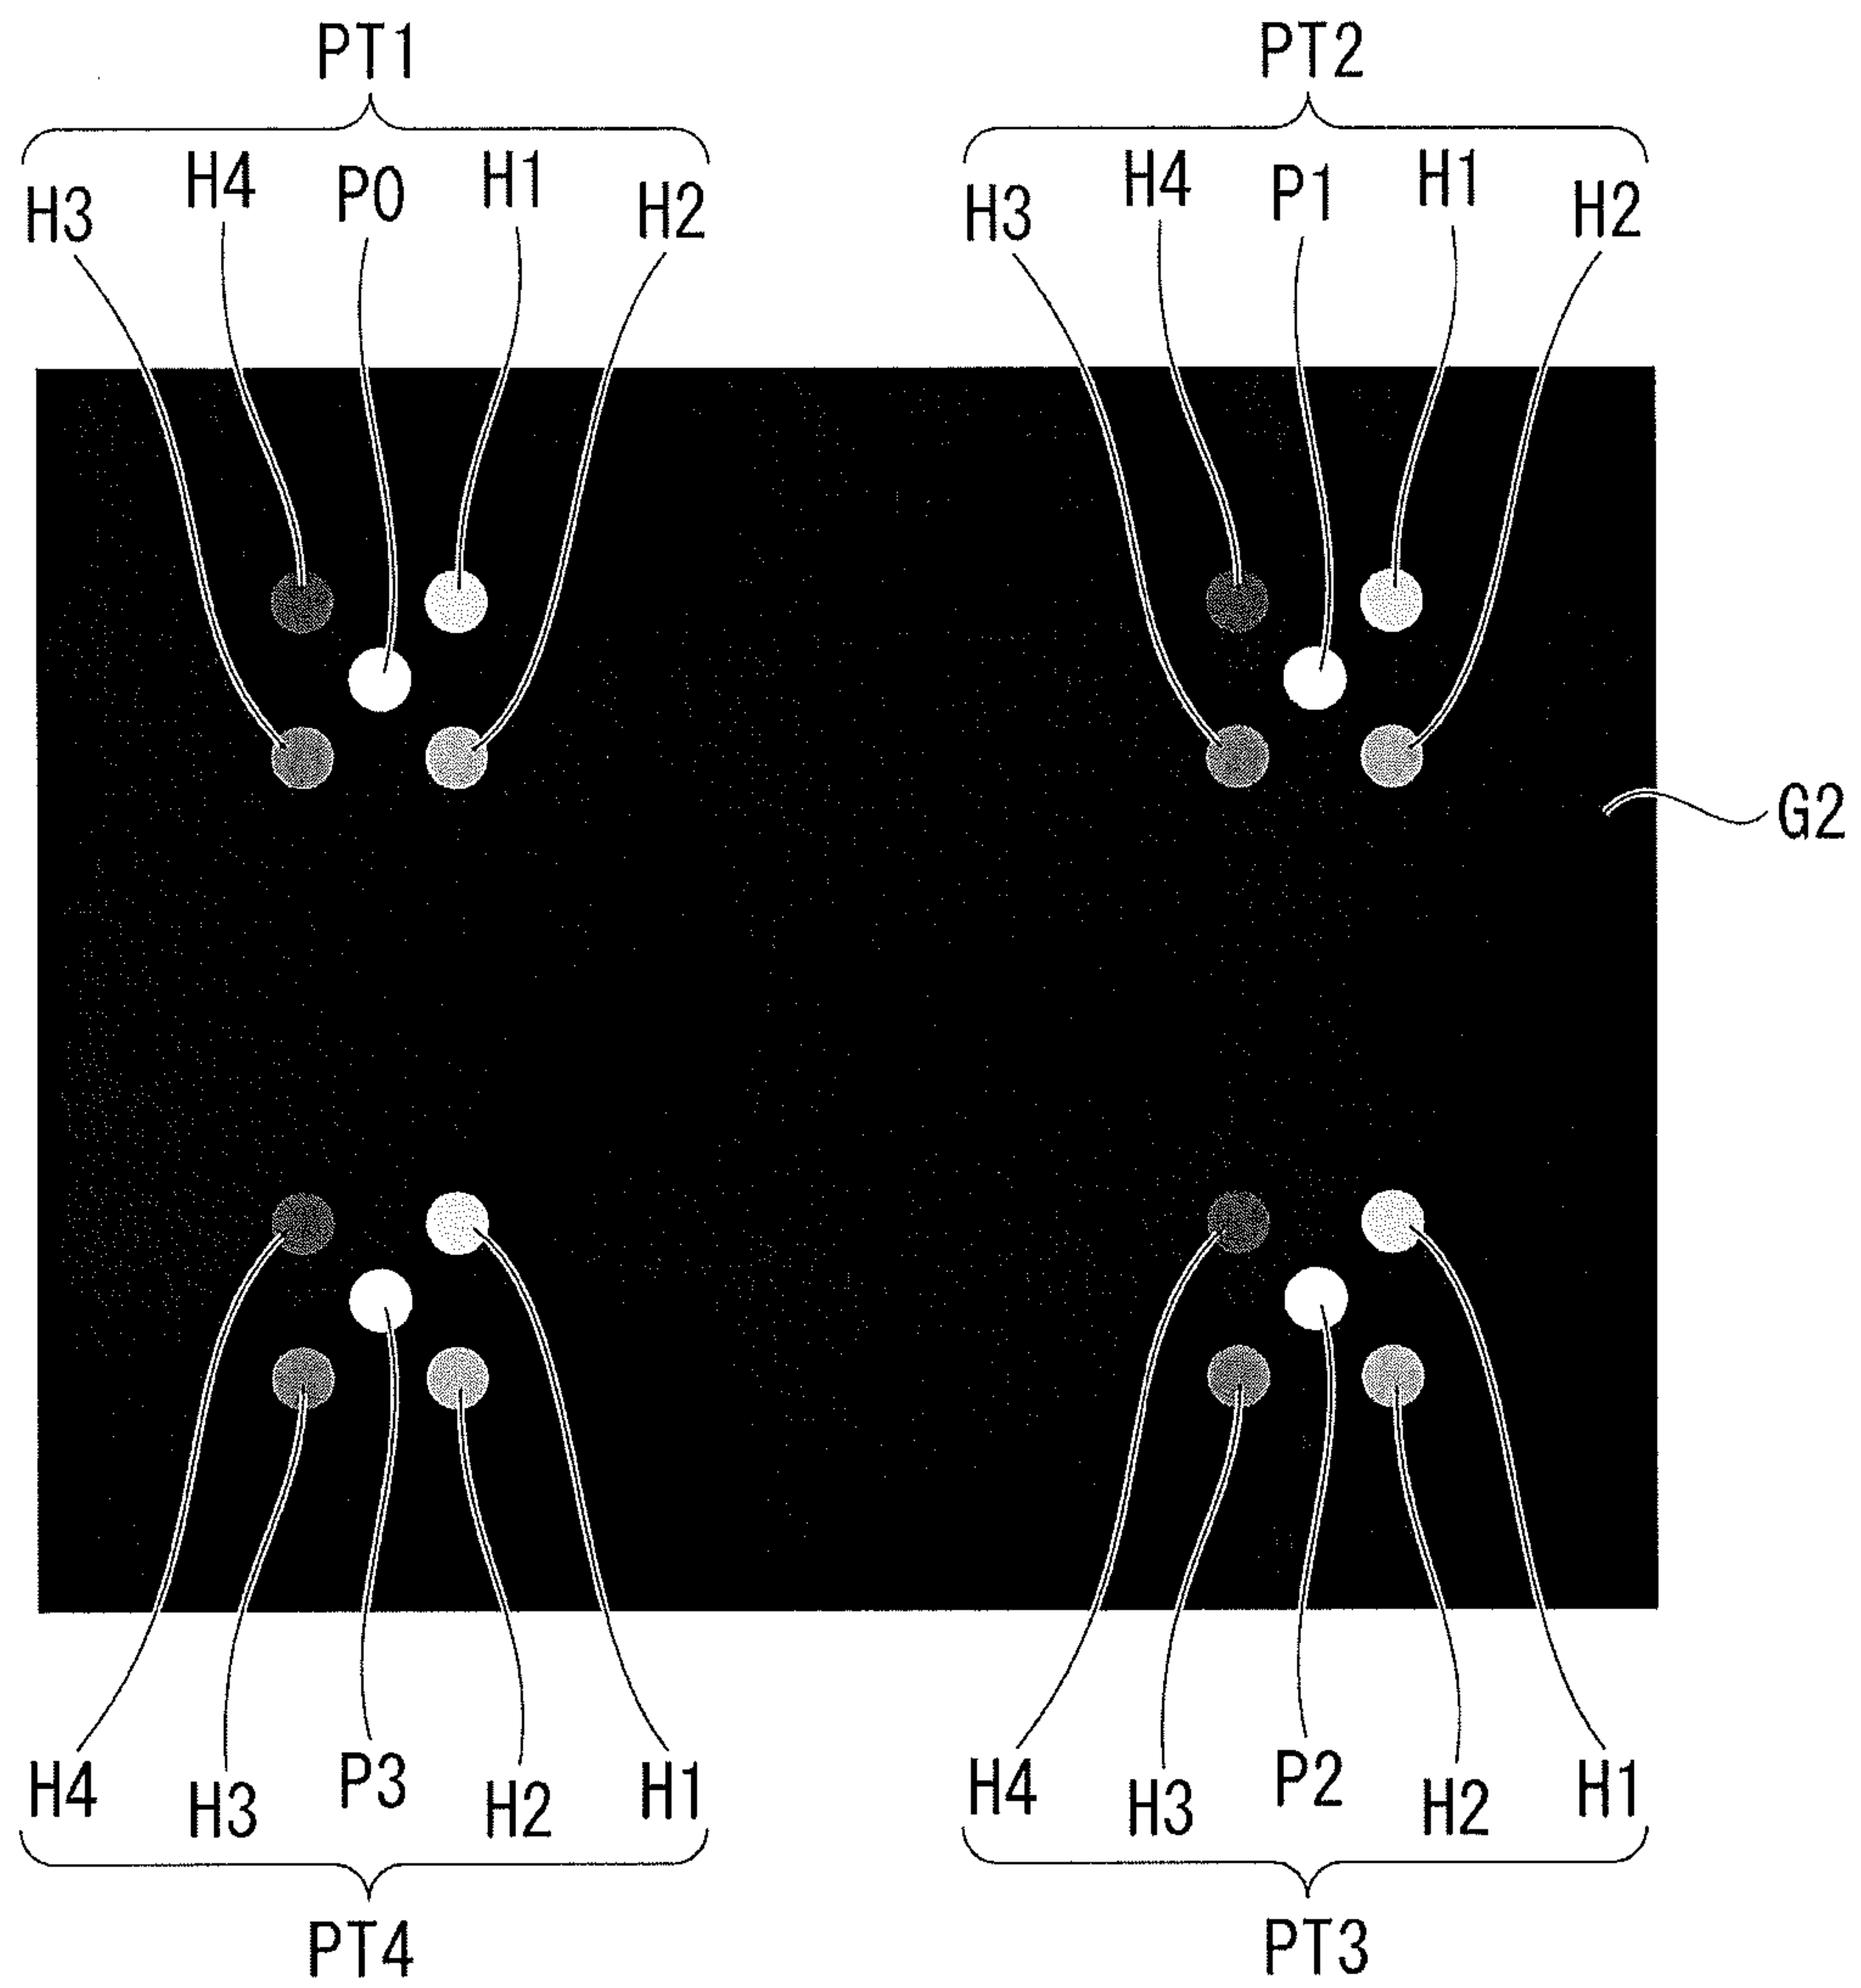 PT1 PT2
H3 H4 P0 H1 H2 H3 H4 P1 H1 H2
G2
H4 H3 P3 H2 H1 H4 H3 P2 H2 H1
PT4 PT3